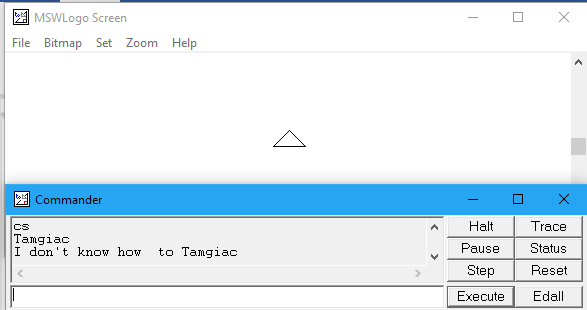 MSWLogo Screen
File Bitmap Set Zoom Help
Commander
cs
Tamgiac
I don't know how  to Tamgiac
Halt Trace
Pause Status
Step Reset
Execute Edall